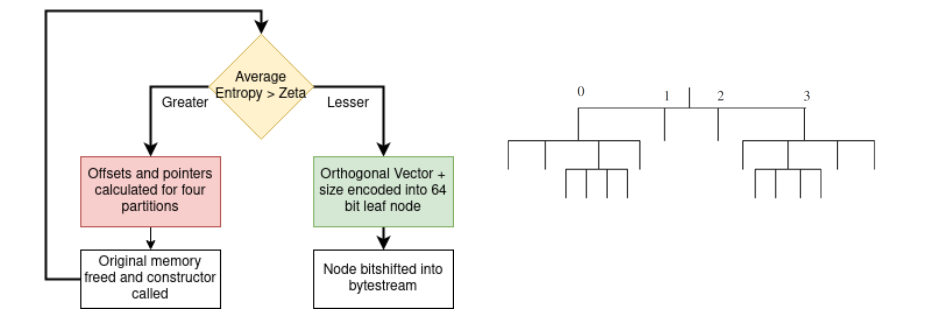 Average
Entropy > Zeta
Greater
Lesser
Offsets and pointers
calculated for four
partitions
Orthogonal Vector +
size encoded into 64
bit leaf node
Original memory
freed and constructor
called
Node bitshifted into
bytestream
0
1
2
3